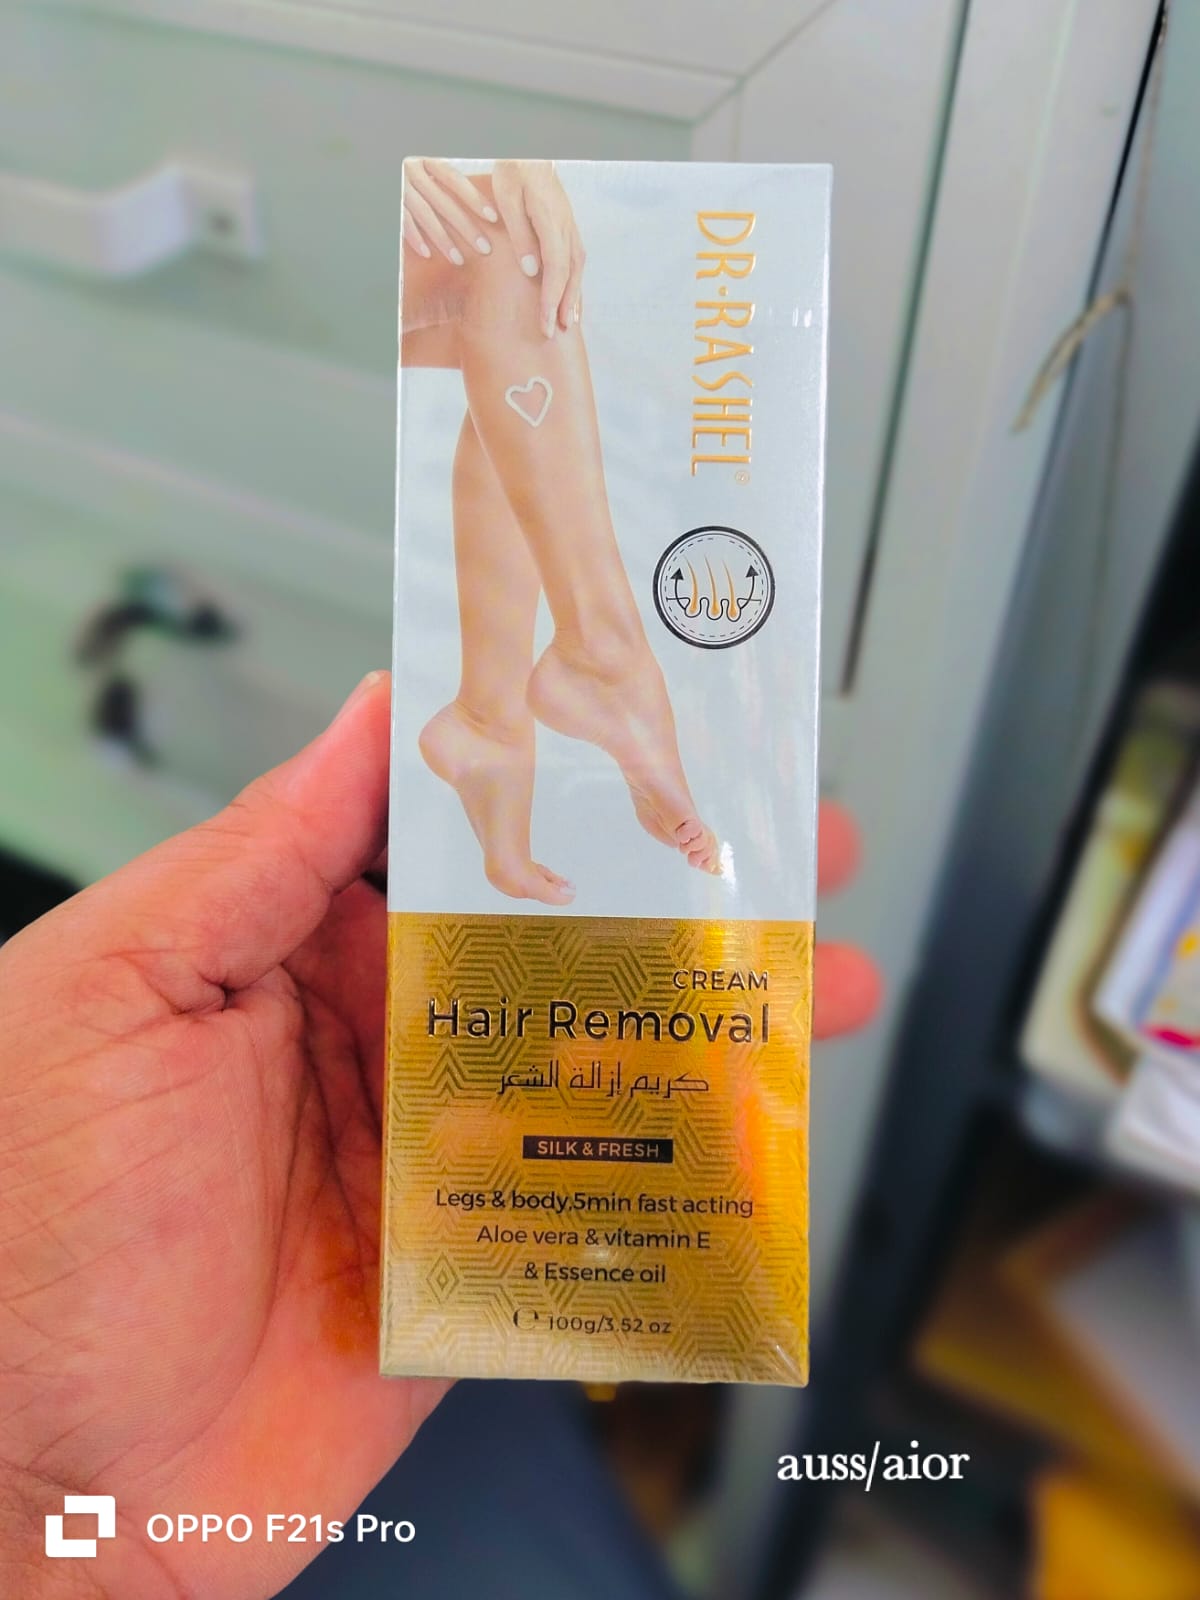 DR·RASHEL®
CREAM
Hair Removal
كريم إزالة الشعر
SILK & FRESH
Legs & body,5min fast acting
Aloe vera & vitamin E
& Essence oil
℮ 100g/3.52 oz
auss/aior
OPPO F21s Pro